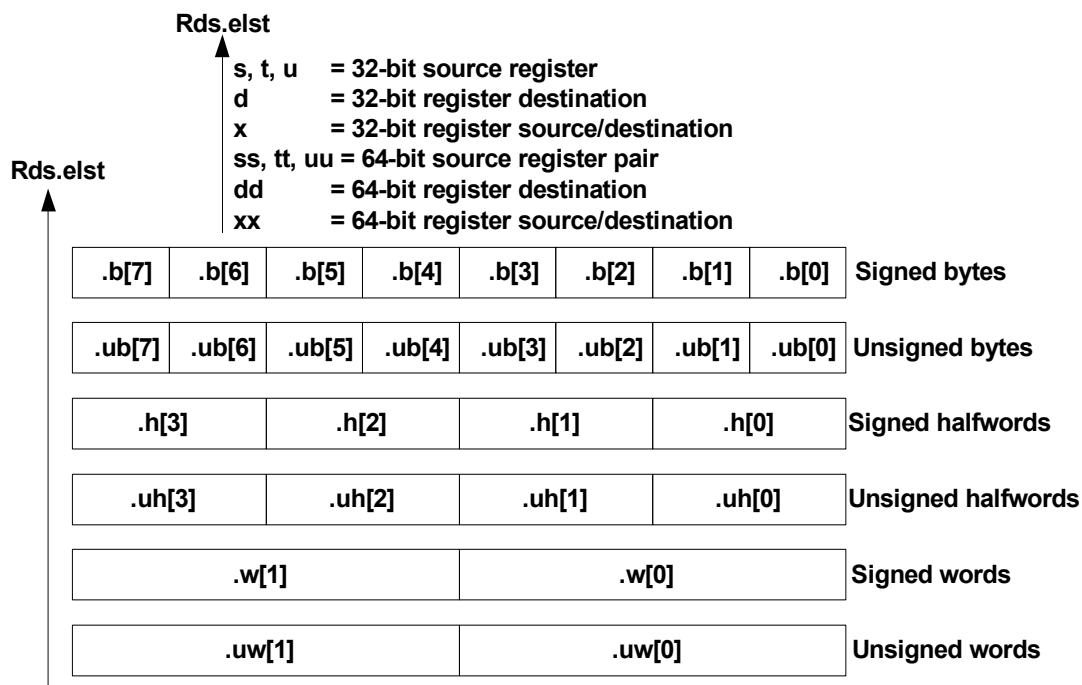 Rds.elst
s, t, u = 32-bit source register
d = 32-bit register destination
x = 32-bit register source/destination
ss, tt, uu = 64-bit source register pair
dd = 64-bit register destination
xx = 64-bit register source/destination
Rds.elst
.b[7] .b[6] .b[5] .b[4] .b[3] .b[2] .b[1] .b[0] Signed bytes
.ub[7] .ub[6] .ub[5] .ub[4] .ub[3] .ub[2] .ub[1] .ub[0] Unsigned bytes
.h[3] .h[2] .h[1] .h[0] Signed halfwords
.uh[3] .uh[2] .uh[1] .uh[0] Unsigned halfwords
.w[1] .w[0] Signed words
.uw[1] .uw[0] Unsigned words